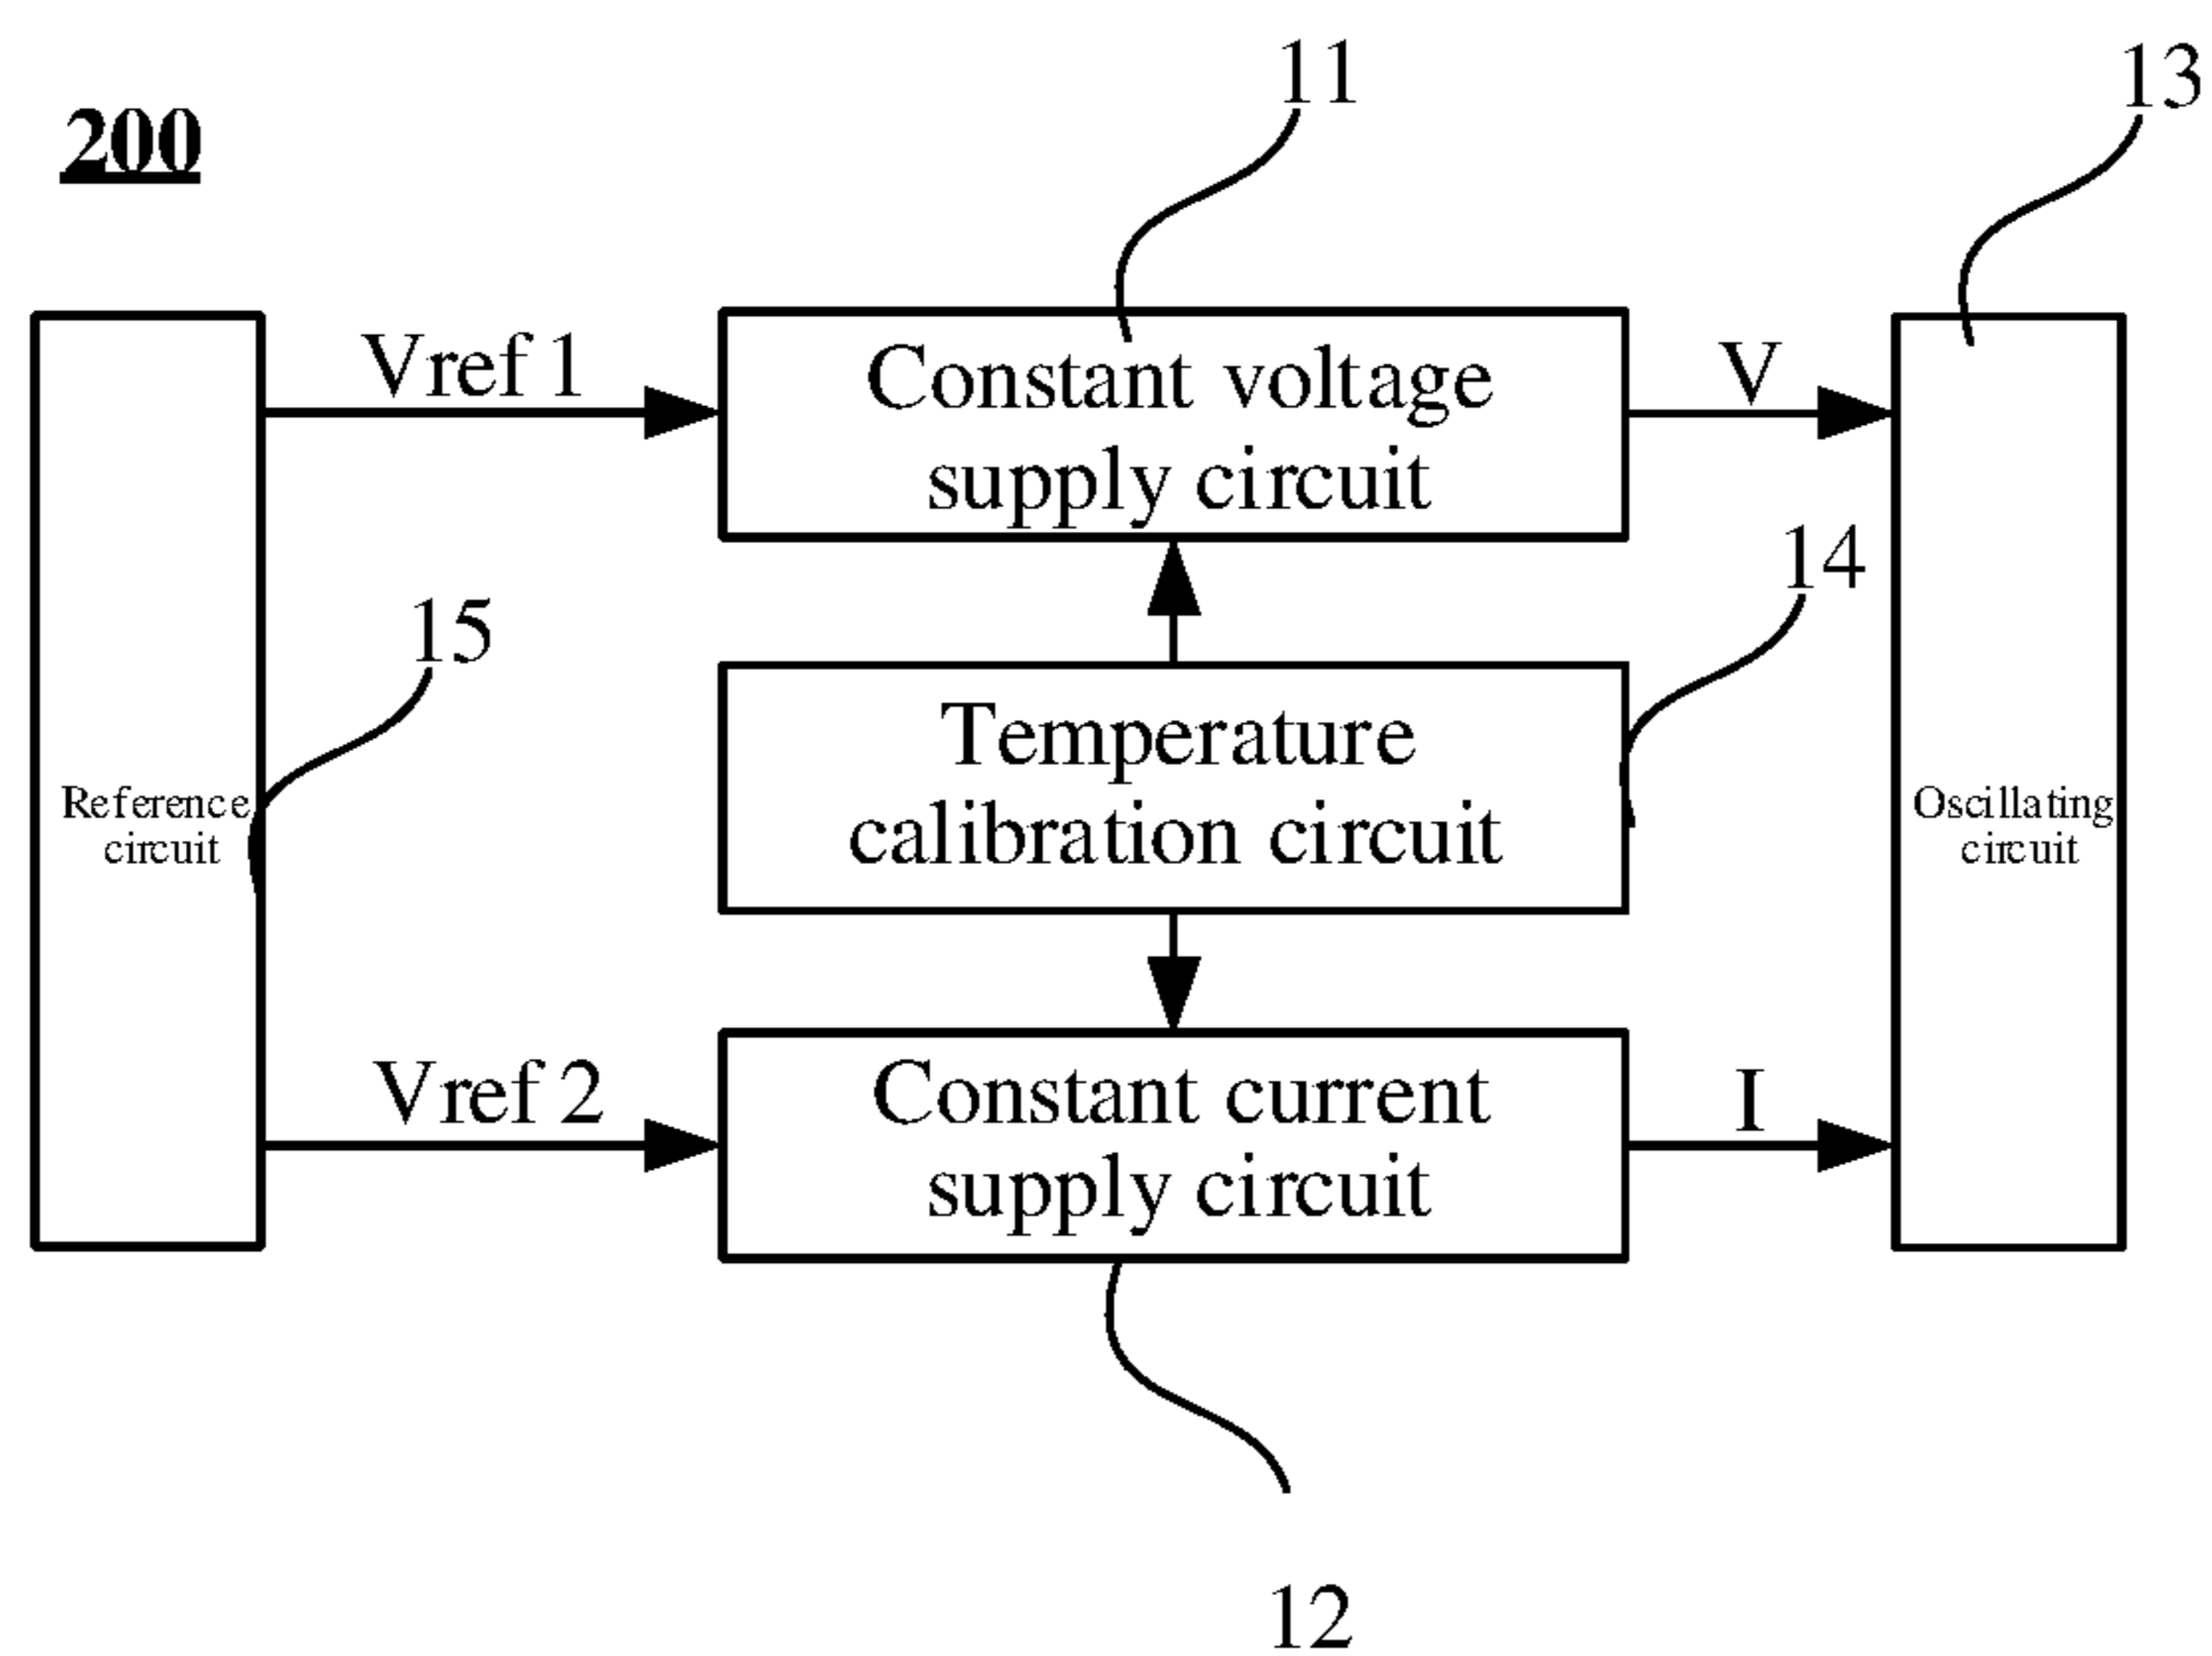 200
11
13
Vref 1
Constant voltage
supply circuit
V
14
15
Temperature
calibration circuit
Reference
circuit
Oscillating
circuit
Vref 2
Constant current
supply circuit
I
12